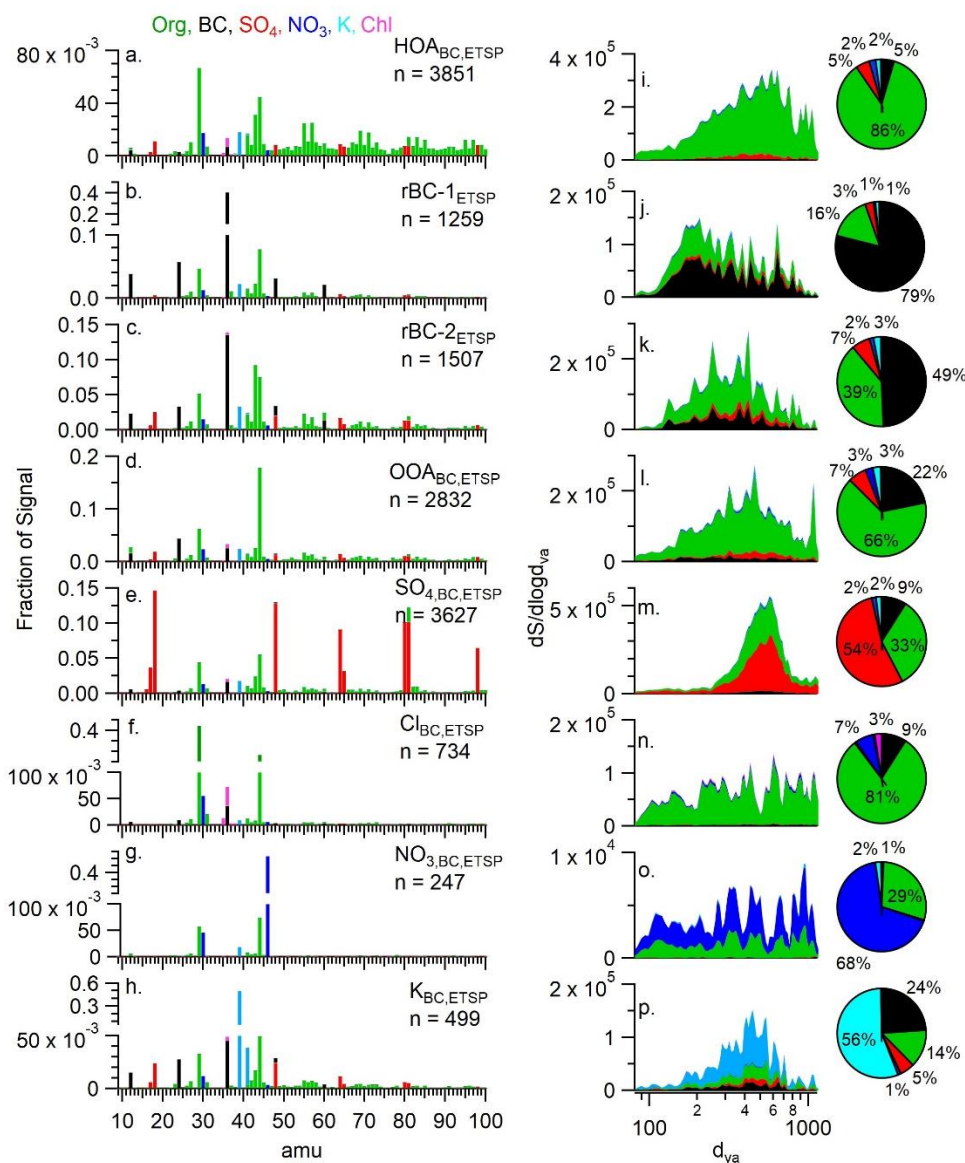 Org, BC, SO4, NO3, K, Chl
Fraction of Signal
80 x 10-3
40
0
a.
HOABC,ETSP
n = 3851
0.4
0.2
0.1
0.0
b.
rBC-1ETSP
n = 1259
0.15
0.10
0.05
0.00
c.
rBC-2ETSP
n = 1507
0.2
0.1
0.0
d.
OOABC,ETSP
n = 2832
0.15
0.10
0.05
0.00
e.
SO4,BC,ETSP
n = 3627
0.4
-3
100 x 10
50
0
f.
ClBC,ETSP
n = 734
0.4
-3
100 x 10
50
0
g.
NO3,BC,ETSP
n = 247
0.6
0.3
-3
50 x 10
0
h.
KBC,ETSP
n = 499
10 20 30 40 50 60 70 80 90 100
amu
dS/dlogdva
4 x 105
2
0
i.
5%
2%
2%
5%
86%
2 x 105
1
0
j.
16%
3%
1%
1%
79%
2 x 105
0
k.
7%
2%
3%
49%
39%
2 x 105
0
l.
7%
3%
3%
22%
66%
5 x 105
0
m.
2%
2%
9%
54%
33%
2 x 105
1
0
n.
7%
3%
9%
81%
1 x 104
0
o.
2%
1%
29%
68%
2 x 105
1
0
p.
24%
56%
14%
5%
1%
100 2 4 6 8 1000
dva